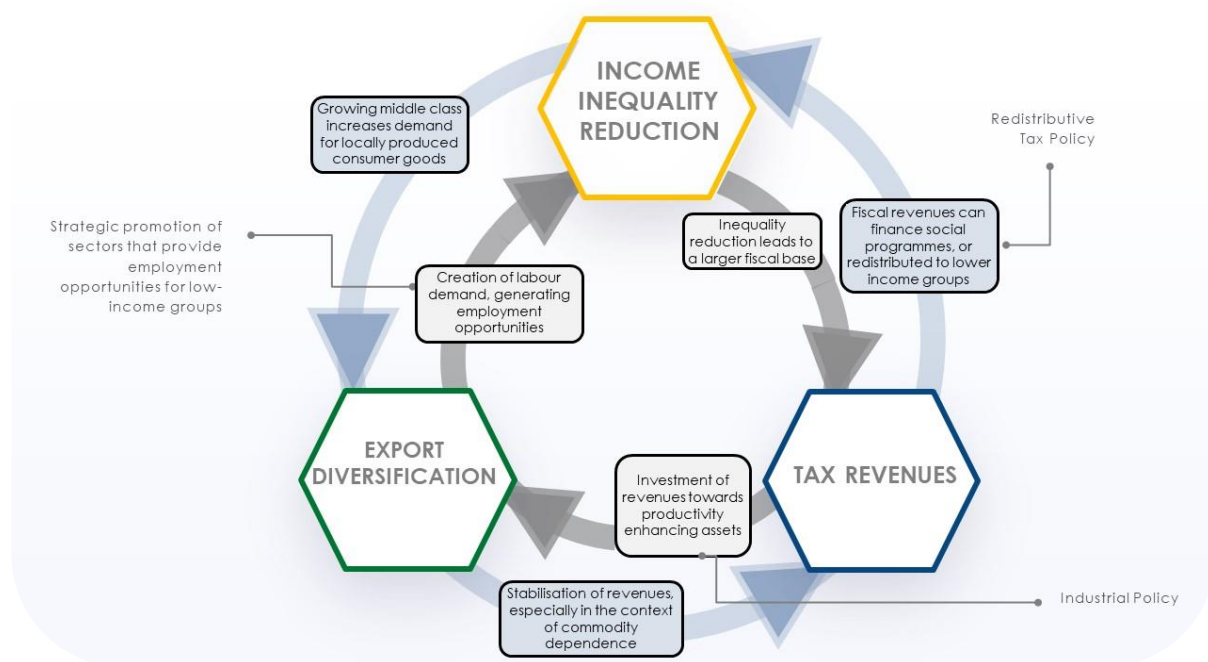 INCOME
INEQUALITY
REDUCTION
Growing middle class
increases demand
for locally produced
consumer goods
Redistributive
Tax Policy
Strategic promotion of
sectors that provide
employment
opportunities for low-
income groups
Inequality
reduction leads to
a larger fiscal base
Fiscal revenues can
finance social
programmes, or
redistributed to lower
income groups
Creation of labour
demand, generating
employment
opportunities
EXPORT
DIVERSIFICATION
Investment of
revenues towards
productivity
enhancing assets
TAX REVENUES
Stabilisation of revenues,
especially in the context
of commodity
dependence
Industrial Policy